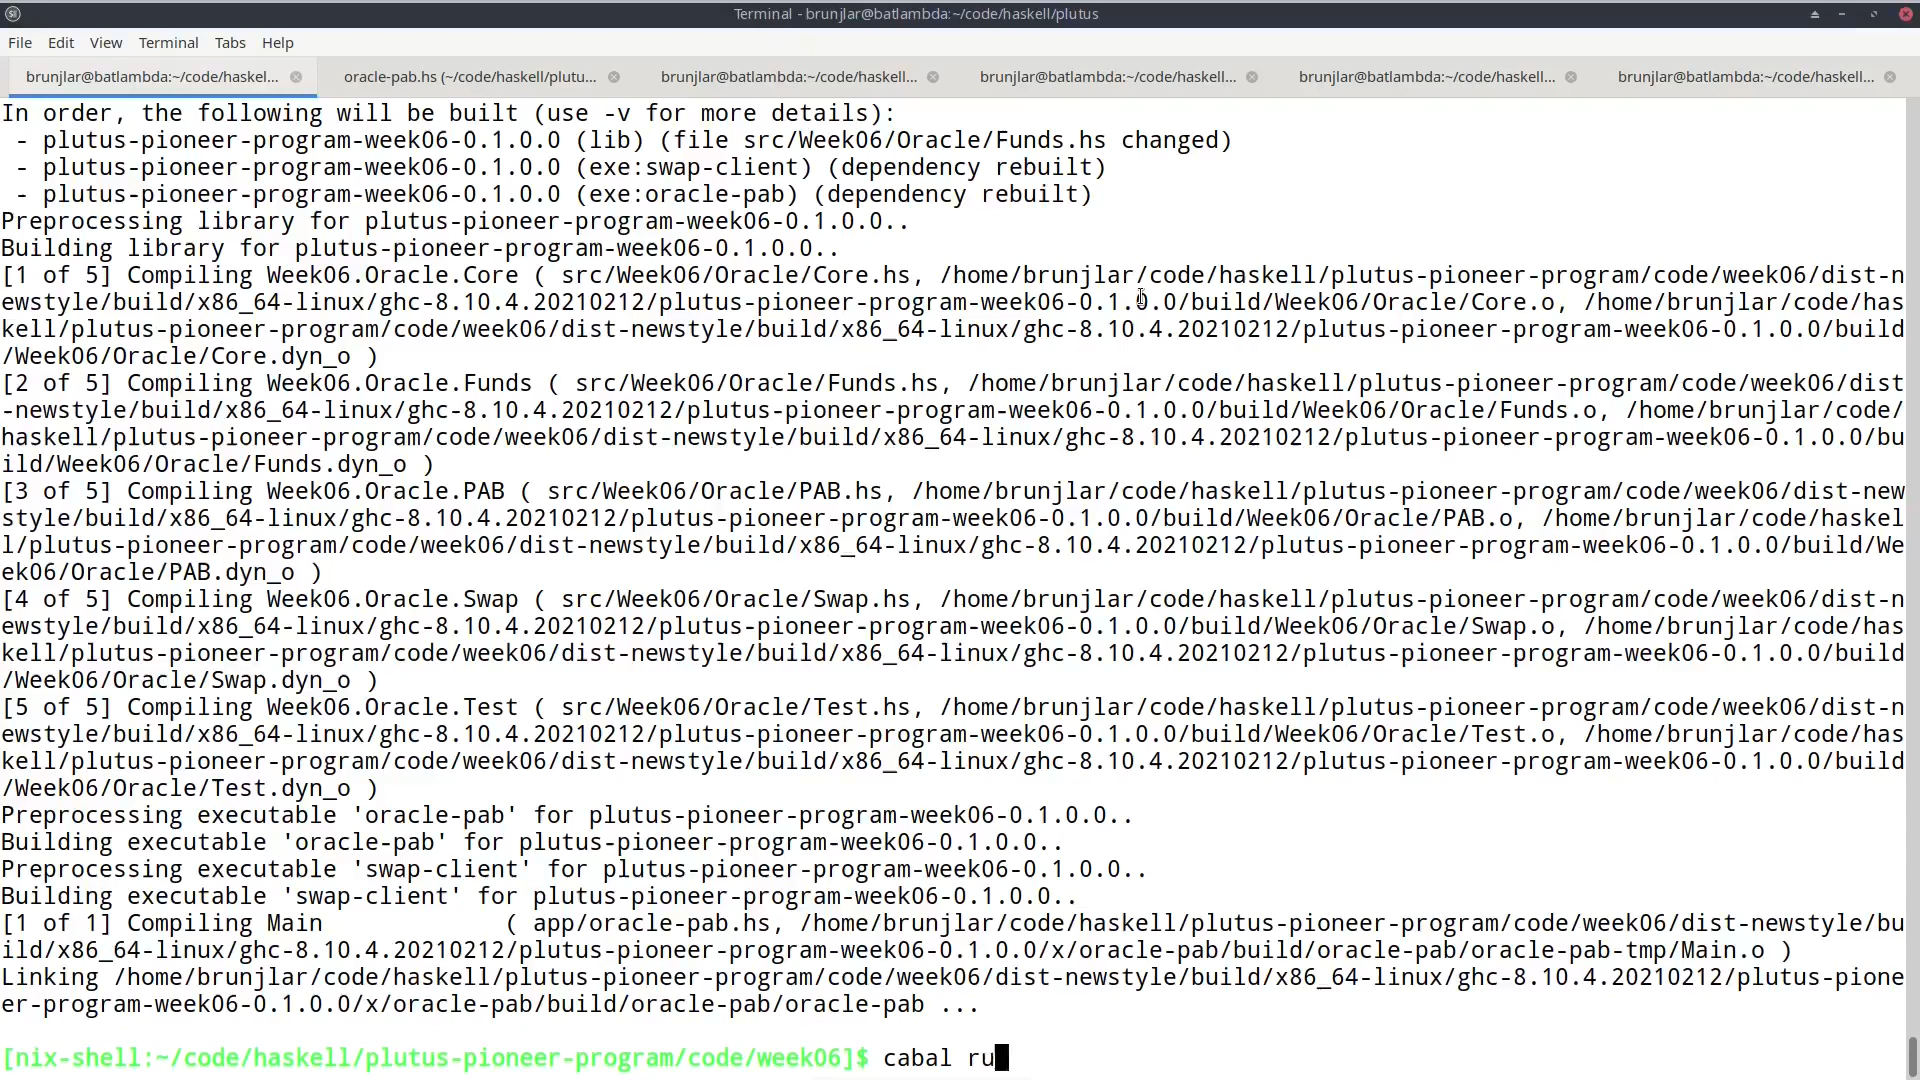 Terminal - brunjlar@batlambda:~/code/haskell/plutus
File Edit View Terminal Tabs Help
brunjlar@batlambda:~/code/haskel... oracle-pab.hs (~/code/haskell/plutu... brunjlar@batlambda:~/code/haskell... brunjlar@batlambda:~/code/haskell... brunjlar@batlambda:~/code/haskell... brunjlar@batlambda:~/code/haskell...
In order, the following will be built (use -v for more details):
 - plutus-pioneer-program-week06-0.1.0.0 (lib) (file src/Week06/Oracle/Funds.hs changed)
 - plutus-pioneer-program-week06-0.1.0.0 (exe:swap-client) (dependency rebuilt)
 - plutus-pioneer-program-week06-0.1.0.0 (exe:oracle-pab) (dependency rebuilt)
Preprocessing library for plutus-pioneer-program-week06-0.1.0.0..
Building library for plutus-pioneer-program-week06-0.1.0.0..
[1 of 5] Compiling Week06.Oracle.Core ( src/Week06/Oracle/Core.hs, /home/brunjlar/code/haskell/plutus-pioneer-program/code/week06/dist-n
ewstyle/build/x86_64-linux/ghc-8.10.4.20210212/plutus-pioneer-program-week06-0.1.0.0/build/Week06/Oracle/Core.o, /home/brunjlar/code/has
kell/plutus-pioneer-program/code/week06/dist-newstyle/build/x86_64-linux/ghc-8.10.4.20210212/plutus-pioneer-program-week06-0.1.0.0/build
/Week06/Oracle/Core.dyn_o )
[2 of 5] Compiling Week06.Oracle.Funds ( src/Week06/Oracle/Funds.hs, /home/brunjlar/code/haskell/plutus-pioneer-program/code/week06/dist
-newstyle/build/x86_64-linux/ghc-8.10.4.20210212/plutus-pioneer-program-week06-0.1.0.0/build/Week06/Oracle/Funds.o, /home/brunjlar/code/
haskell/plutus-pioneer-program/code/week06/dist-newstyle/build/x86_64-linux/ghc-8.10.4.20210212/plutus-pioneer-program-week06-0.1.0.0/bu
ild/Week06/Oracle/Funds.dyn_o )
[3 of 5] Compiling Week06.Oracle.PAB ( src/Week06/Oracle/PAB.hs, /home/brunjlar/code/haskell/plutus-pioneer-program/code/week06/dist-new
style/build/x86_64-linux/ghc-8.10.4.20210212/plutus-pioneer-program-week06-0.1.0.0/build/Week06/Oracle/PAB.o, /home/brunjlar/code/haskel
l/plutus-pioneer-program/code/week06/dist-newstyle/build/x86_64-linux/ghc-8.10.4.20210212/plutus-pioneer-program-week06-0.1.0.0/build/We
ek06/Oracle/PAB.dyn_o )
[4 of 5] Compiling Week06.Oracle.Swap ( src/Week06/Oracle/Swap.hs, /home/brunjlar/code/haskell/plutus-pioneer-program/code/week06/dist-n
ewstyle/build/x86_64-linux/ghc-8.10.4.20210212/plutus-pioneer-program-week06-0.1.0.0/build/Week06/Oracle/Swap.o, /home/brunjlar/code/has
kell/plutus-pioneer-program/code/week06/dist-newstyle/build/x86_64-linux/ghc-8.10.4.20210212/plutus-pioneer-program-week06-0.1.0.0/build
/Week06/Oracle/Swap.dyn_o )
[5 of 5] Compiling Week06.Oracle.Test ( src/Week06/Oracle/Test.hs, /home/brunjlar/code/haskell/plutus-pioneer-program/code/week06/dist-n
ewstyle/build/x86_64-linux/ghc-8.10.4.20210212/plutus-pioneer-program-week06-0.1.0.0/build/Week06/Oracle/Test.o, /home/brunjlar/code/has
kell/plutus-pioneer-program/code/week06/dist-newstyle/build/x86_64-linux/ghc-8.10.4.20210212/plutus-pioneer-program-week06-0.1.0.0/build
/Week06/Oracle/Test.dyn_o )
Preprocessing executable 'oracle-pab' for plutus-pioneer-program-week06-0.1.0.0..
Building executable 'oracle-pab' for plutus-pioneer-program-week06-0.1.0.0..
Preprocessing executable 'swap-client' for plutus-pioneer-program-week06-0.1.0.0..
Building executable 'swap-client' for plutus-pioneer-program-week06-0.1.0.0..
[1 of 1] Compiling Main             ( app/oracle-pab.hs, /home/brunjlar/code/haskell/plutus-pioneer-program/code/week06/dist-newstyle/bu
ild/x86_64-linux/ghc-8.10.4.20210212/plutus-pioneer-program-week06-0.1.0.0/x/oracle-pab/build/oracle-pab/oracle-pab-tmp/Main.o )
Linking /home/brunjlar/code/haskell/plutus-pioneer-program/code/week06/dist-newstyle/build/x86_64-linux/ghc-8.10.4.20210212/plutus-pione
er-program-week06-0.1.0.0/x/oracle-pab/build/oracle-pab/oracle-pab ...
[nix-shell:~/code/haskell/plutus-pioneer-program/code/week06]$ cabal ru